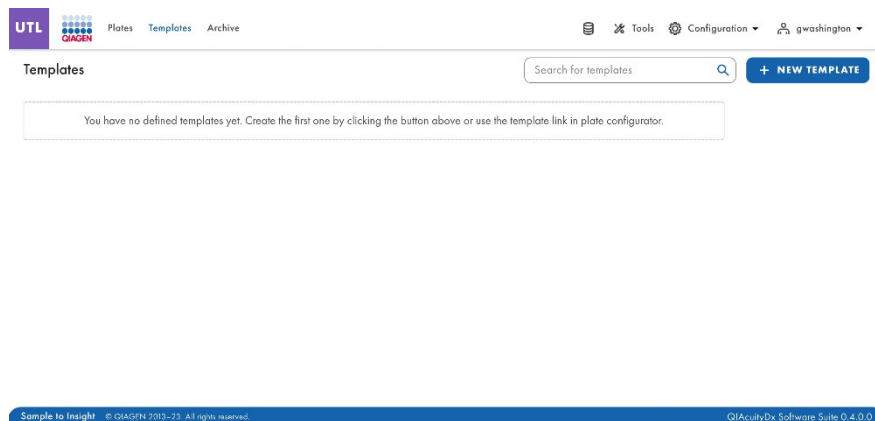 UTL QIAGEN Plates Templates Archive Tools Configuration gwashington
Templates Search for templates + NEW TEMPLATE
You have no defined templates yet. Create the first one by clicking the button above or use the template link in plate configurator.
Sample to Insight © QIAGEN 2013–23. All rights reserved. QIAcuityDx Software Suite 0.4.0.0